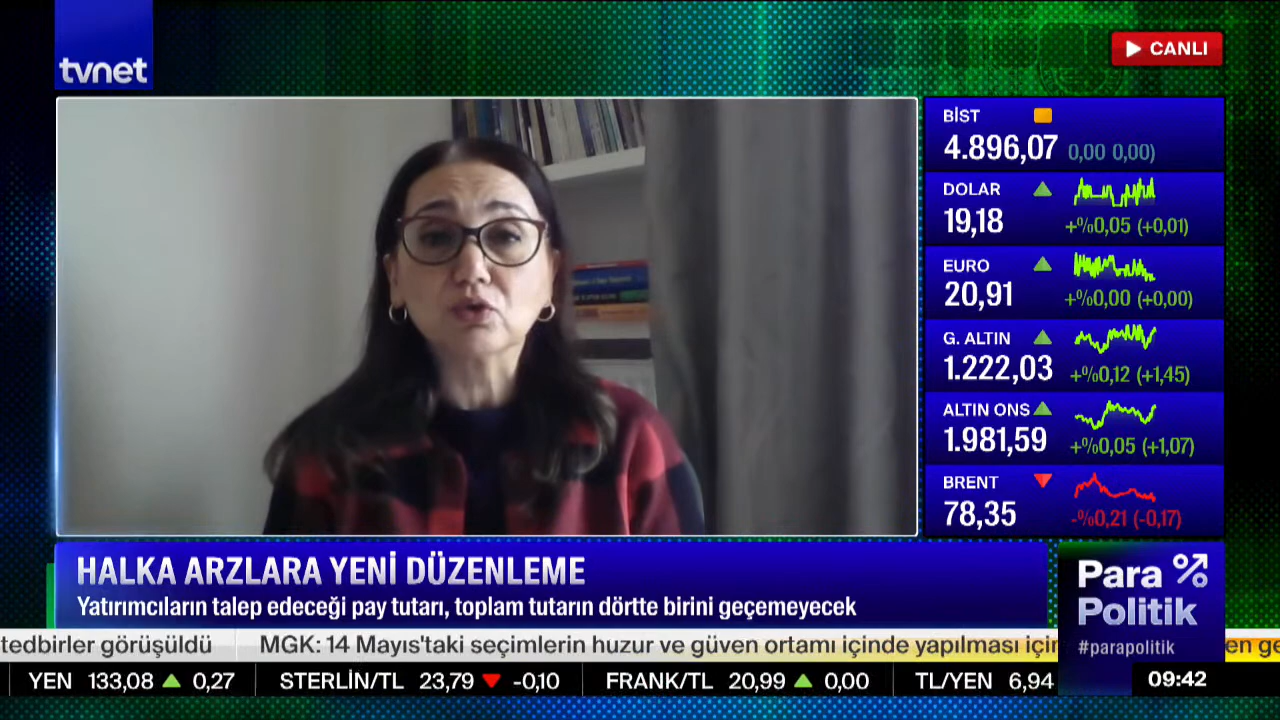 tvnet
CANLI
BİST
4.896,07 0,00 0,00)
DOLAR
19,18 +%0,05 (+0,01)
EURO
20,91 +%0,00 (+0,00)
G. ALTIN
1.222,03 +%0,12 (+1,45)
ALTIN ONS
1.981,59 +%0,05 (+1,07)
BRENT
78,35 -%0,21 (-0,17)
HALKA ARZLARA YENİ DÜZENLEME
Yatırımcıların talep edeceği pay tutarı, toplam tutarın dörtte birini geçemeyecek
Para
Politik
#parapolitik
tedbirler görüşüldü MGK: 14 Mayıs'taki seçimlerin huzur ve güven ortamı içinde yapılması için
YEN 133,08 0,27 STERLİN/TL 23,79 -0,10 FRANK/TL 20,99 0,00 TL/YEN 6,94
09:42